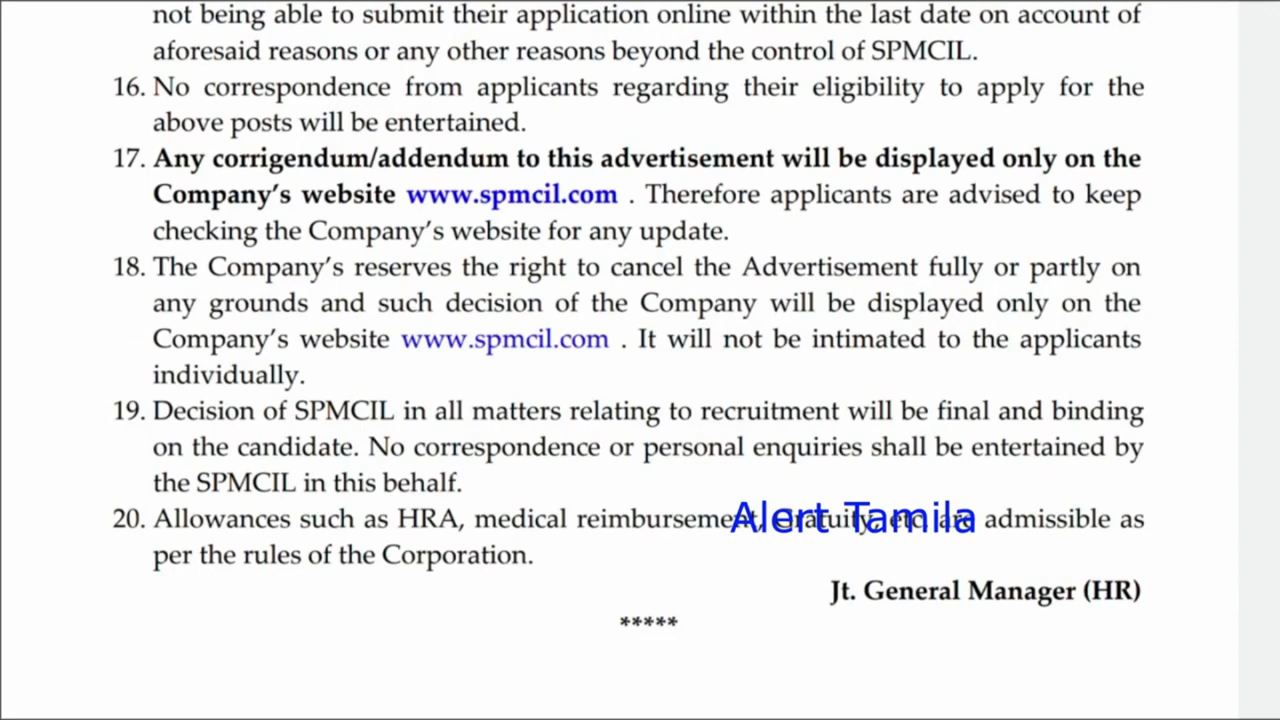 not being able to submit their application online within the last date on account of
aforesaid reasons or any other reasons beyond the control of SPMCIL.
16. No correspondence from applicants regarding their eligibility to apply for the
above posts will be entertained.
17. Any corrigendum/addendum to this advertisement will be displayed only on the
Company's website www.spmcil.com . Therefore applicants are advised to keep
checking the Company's website for any update.
18. The Company's reserves the right to cancel the Advertisement fully or partly on
any grounds and such decision of the Company will be displayed only on the
Company's website www.spmcil.com . It will not be intimated to the applicants
individually.
19. Decision of SPMCIL in all matters relating to recruitment will be final and binding
on the candidate. No correspondence or personal enquiries shall be entertained by
the SPMCIL in this behalf.
20. Allowances such as HRA, medical reimbursement, Gratuity, etc. are admissible as
Alert Tamila
per the rules of the Corporation.
Jt. General Manager (HR)
*****